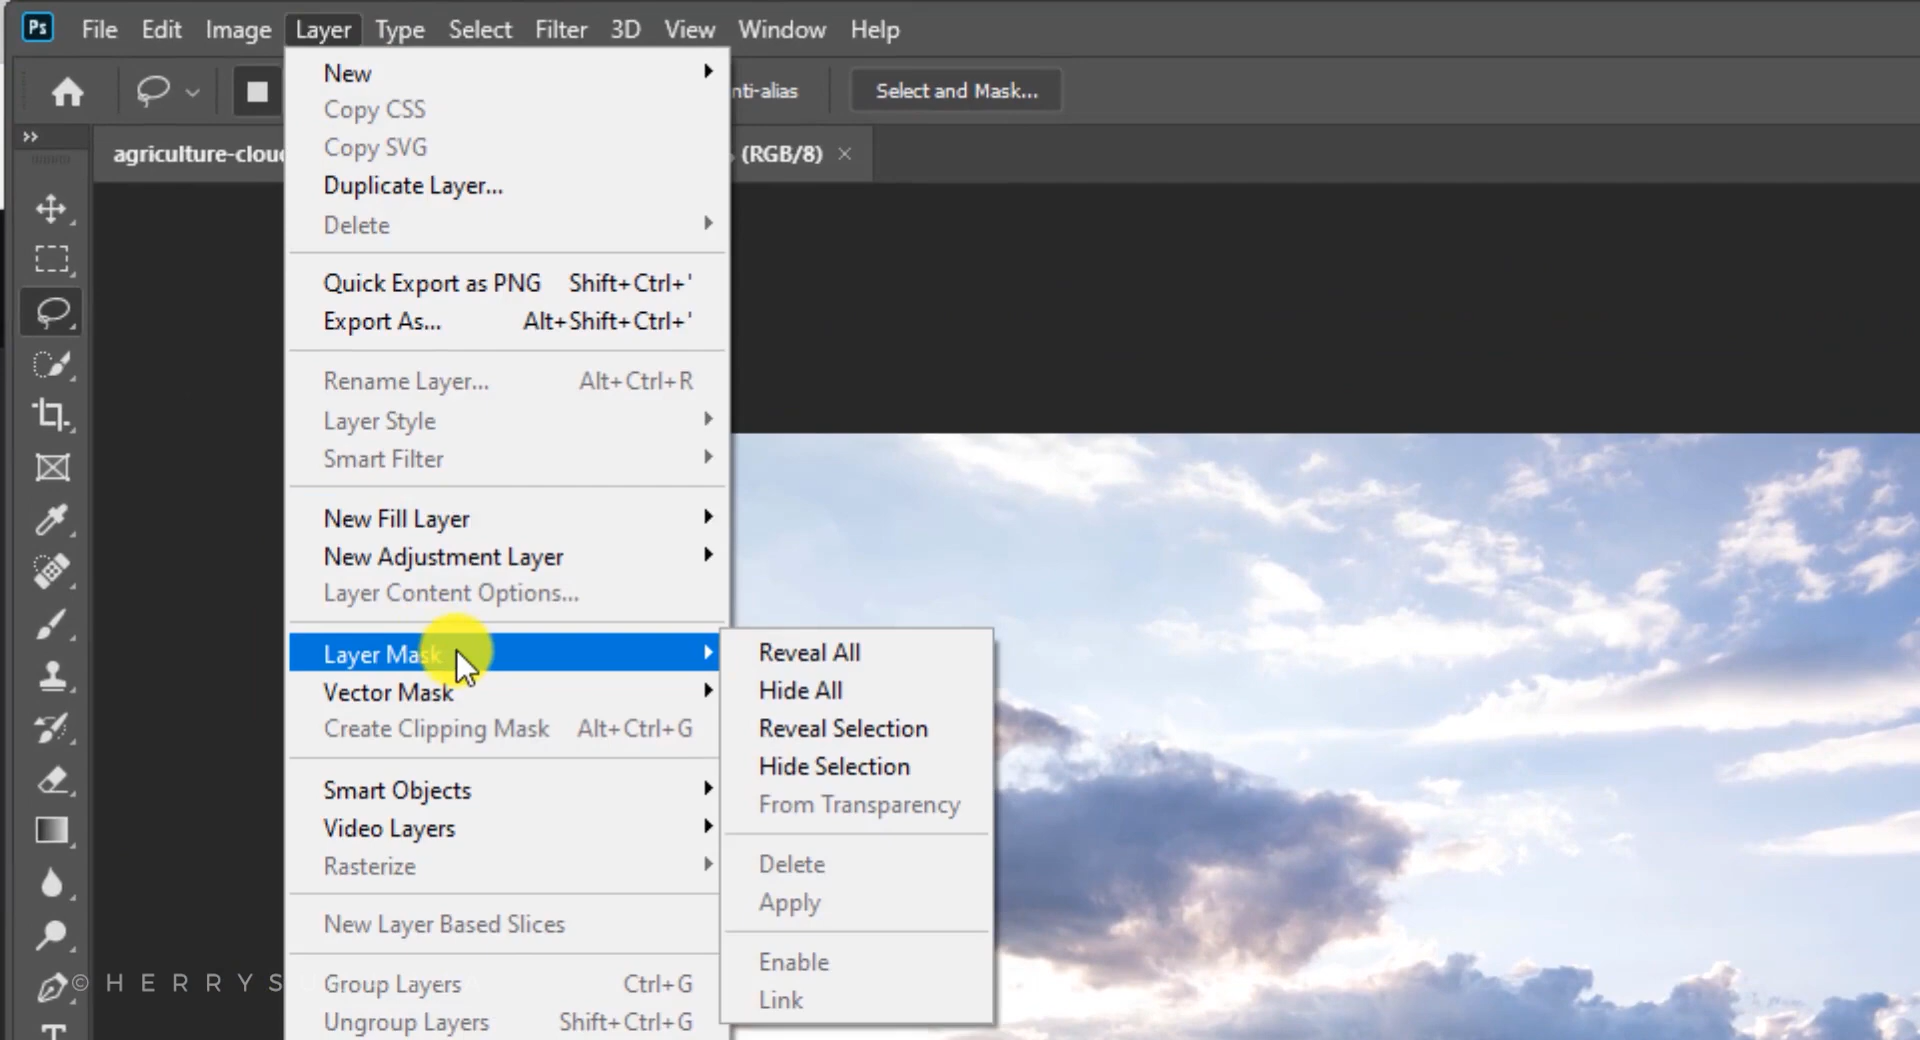 Ps File Edit Image Layer Type Select Filter 3D View Window Help
nti-alias Select and Mask...
agriculture-clou (RGB/8) ×
New
Copy CSS
Copy SVG
Duplicate Layer...
Delete
Quick Export as PNG Shift+Ctrl+'
Export As... Alt+Shift+Ctrl+'
Rename Layer... Alt+Ctrl+R
Layer Style
Smart Filter
New Fill Layer
New Adjustment Layer
Layer Content Options...
Layer Mask
Vector Mask
Create Clipping Mask Alt+Ctrl+G
Smart Objects
Video Layers
Rasterize
New Layer Based Slices
Group Layers Ctrl+G
Ungroup Layers Shift+Ctrl+G
Reveal All
Hide All
Reveal Selection
Hide Selection
From Transparency
Delete
Apply
Enable
Link
© HERRYS